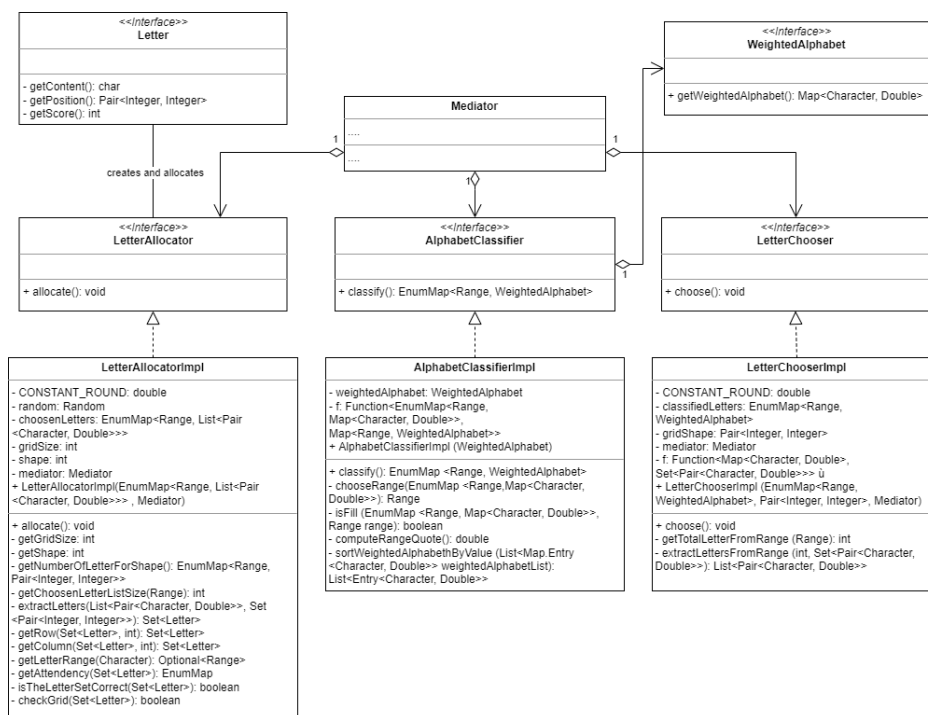 <<Interface>>
Letter
- getContent(): char
- getPosition(): Pair<Integer, Integer>
- getScore(): int
<<Interface>>
WeightedAlphabet
+ getWeightedAlphabet(): Map<Character, Double>
Mediator
....
....
1
1
1
creates and allocates
<<Interface>>
LetterAllocator
+ allocate(): void
<<Interface>>
AlphabetClassifier
+ classify(): EnumMap<Range, WeightedAlphabet>
1
<<Interface>>
LetterChooser
+ choose(): void
LetterAllocatorImpl
- CONSTANT_ROUND: double
- random: Random
- choosenLetters: EnumMap<Range, List<Pair
<Character, Double>>>
- gridSize: int
- shape: int
- mediator: Mediator
+ LetterAllocatorImpl(EnumMap<Range, List<Pair
<Character, Double>>> , Mediator)
+ allocate(): void
- getGridSize: int
- getShape: int
- getNumberOfLetterForShape(): EnumMap<Range,
Pair<Integer, Integer>>
- getChoosenLetterListSize(Range): int
- extractLetters(List<Pair<Character, Double>>, Set
<Pair<Integer, Integer>>): Set<Letter>
- getRow(Set<Letter>, int): Set<Letter>
- getColumn(Set<Letter>, int): Set<Letter>
- getLetterRange(Character): Optional<Range>
- getAttendency(Set<Letter>): EnumMap
- isTheLetterSetCorrect(Set<Letter>): boolean
- checkGrid(Set<Letter>): boolean
AlphabetClassifierImpl
- weightedAlphabet: WeightedAlphabet
- f: Function<EnumMap<Range,
Map<Character, Double>>,
Map<Range, WeightedAlphabet>>
+ AlphabetClassifierImpl (WeightedAlphabet)
+ classify(): EnumMap <Range, WeightedAlphabet>
- chooseRange(EnumMap <Range,Map<Character,
Double>>): Range
- isFill (EnumMap <Range, Map<Character, Double>>,
Range range): boolean
- computeRangeQuote(): double
- sortWeightedAlphabethByValue (List<Map.Entry
<Character, Double>> weightedAlphabetList):
List<Entry<Character, Double>>
LetterChooserImpl
- CONSTANT_ROUND: double
- classifiedLetters: EnumMap<Range,
WeightedAlphabet>
- gridShape: Pair<Integer, Integer>
- mediator: Mediator
- f: Function<Map<Character, Double>,
Set<Pair<Character, Double>>> ù
+ LetterChooserImpl (EnumMap<Range,
WeightedAlphabet>, Pair<Integer, Integer>, Mediator)
+ choose(): void
- getTotalLetterFromRange (Range): int
- extractLettersFromRange (int, Set<Pair<Character,
Double>>): List<Pair<Character, Double>>